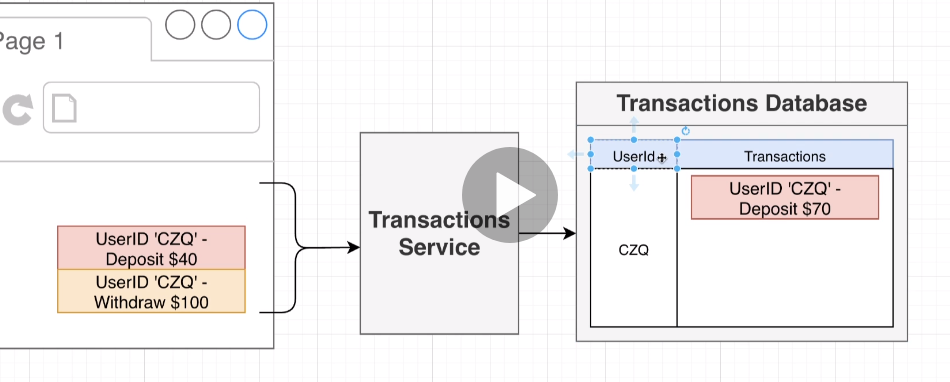 Page 1
Transactions Database
UserId
Transactions
UserID 'CZQ' -
Deposit $70
Transactions
Service
CZQ
UserID 'CZQ' -
Deposit $40
UserID 'CZQ' -
Withdraw $100